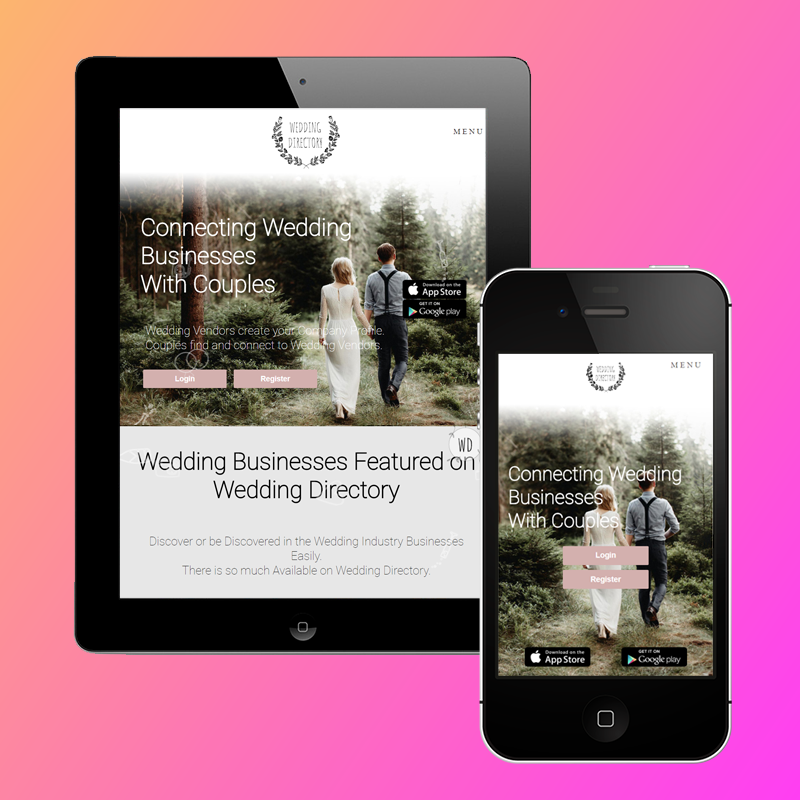 WEDDING
DIRECTORY
MENU
Connecting Wedding
Businesses
With Couples
Download on the
App Store
GET IT ON
Google play
Wedding Vendors create your Company Profile.
Couples find and connect to Wedding Vendors.
Login
Register
WD
Wedding Businesses Featured on
Wedding Directory
Discover or be Discovered in the Wedding Industry Businesses
Easily.
There is so much Available on Wedding Directory.
WEDDING
DIRECTORY
MENU
Connecting Wedding
Businesses
With Couples
Login
Register
Download on the
App Store
GET IT ON
Google play